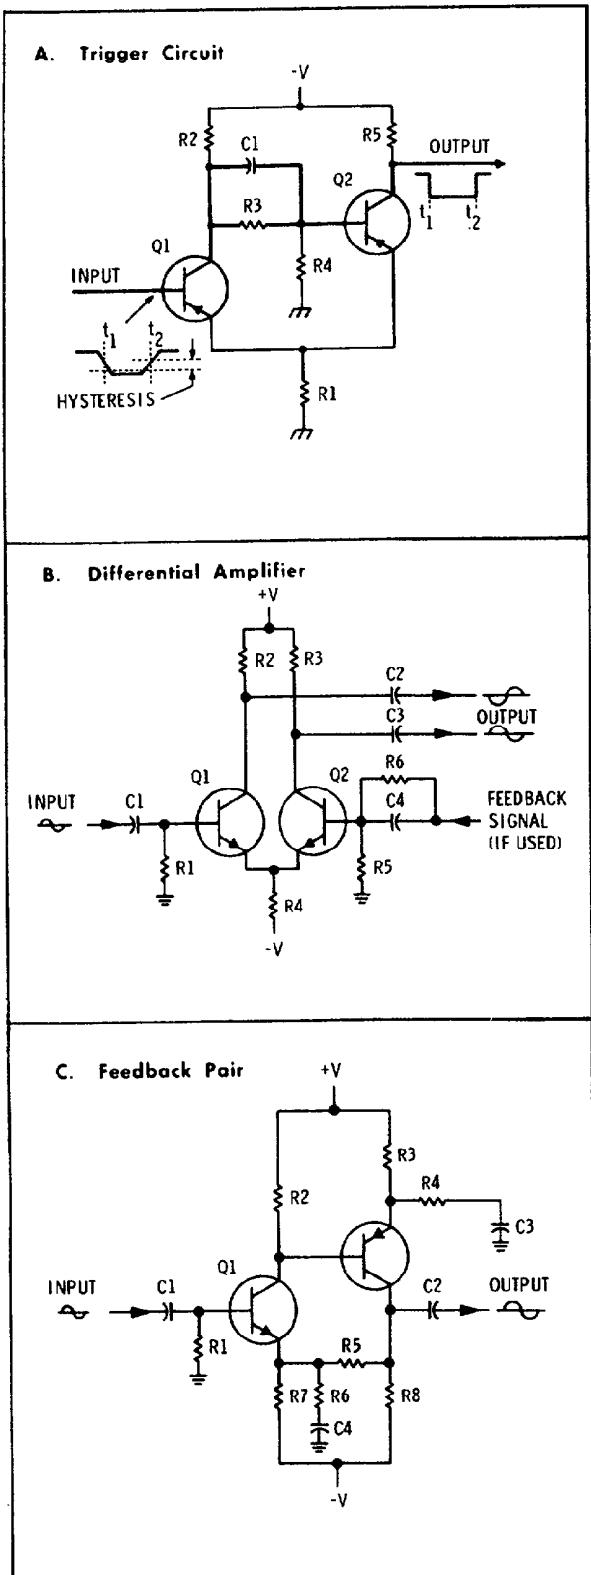 A. Trigger Circuit
-V
R2
C1
R5
OUTPUT
Q2
t1
t2
R3
Q1
R4
INPUT
t1
t2
HYSTERESIS
R1
B. Differential Amplifier
+V
R2
R3
C2
C3
OUTPUT
R6
Q1
Q2
INPUT
C1
C4
FEEDBACK
SIGNAL
(IF USED)
R1
R5
R4
-V
C. Feedback Pair
+V
R3
R4
R2
C3
Q1
INPUT
C1
C2
OUTPUT
R1
R5
R7
R6
R8
C4
-V